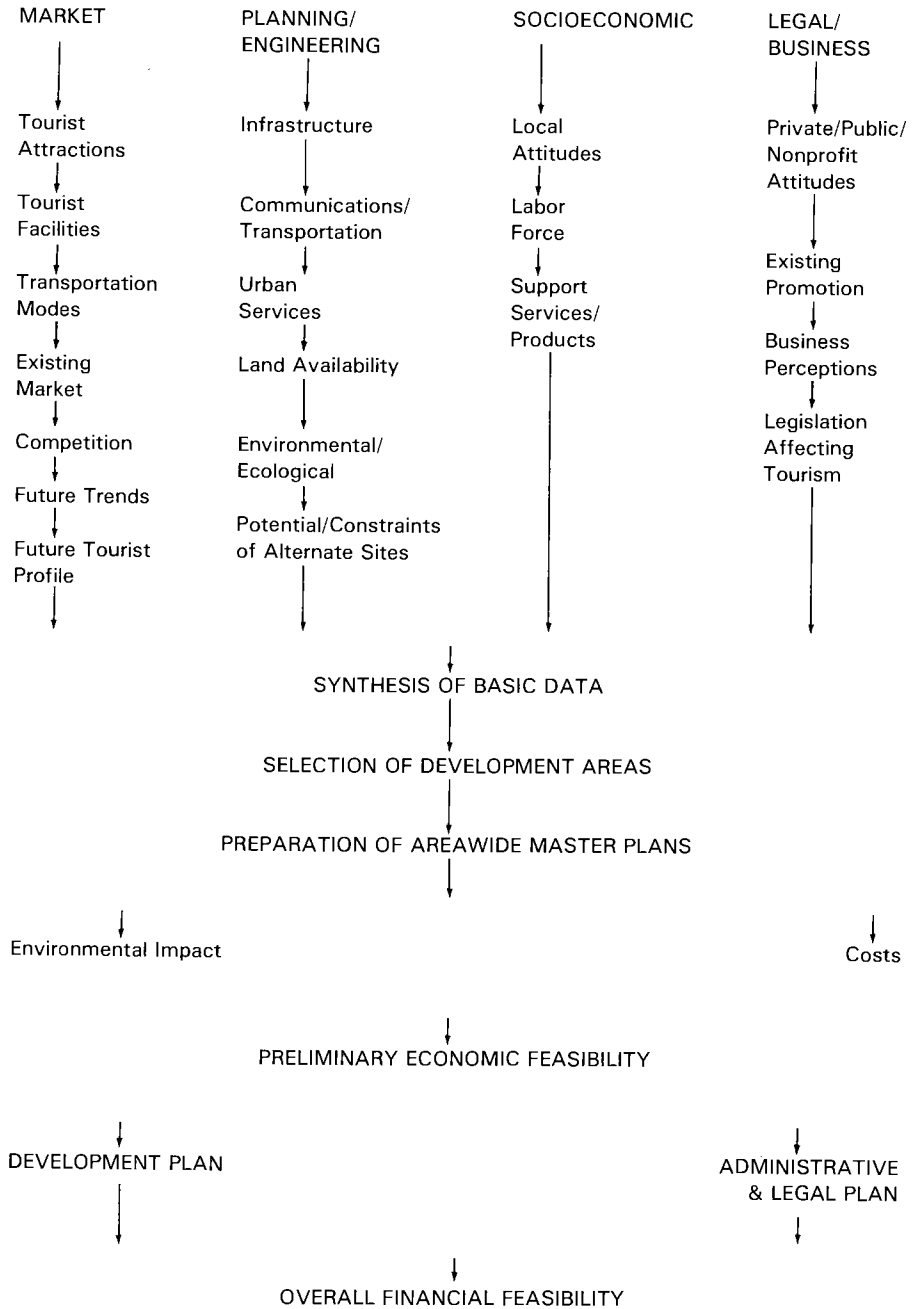 MARKET
Tourist
Attractions
Tourist
Facilities
Transportation
Modes
Existing
Market
Competition
Future Trends
Future Tourist
Profile
PLANNING/
ENGINEERING
Infrastructure
Communications/
Transportation
Urban
Services
Land Availability
Environmental/
Ecological
Potential/Constraints
of Alternate Sites
SOCIOECONOMIC
Local
Attitudes
Labor
Force
Support
Services/
Products
LEGAL/
BUSINESS
Private/Public/
Nonprofit
Attitudes
Existing
Promotion
Business
Perceptions
Legislation
Affecting
Tourism
SYNTHESIS OF BASIC DATA
SELECTION OF DEVELOPMENT AREAS
PREPARATION OF AREAWIDE MASTER PLANS
Environmental Impact
Costs
PRELIMINARY ECONOMIC FEASIBILITY
DEVELOPMENT PLAN
ADMINISTRATIVE
& LEGAL PLAN
OVERALL FINANCIAL FEASIBILITY